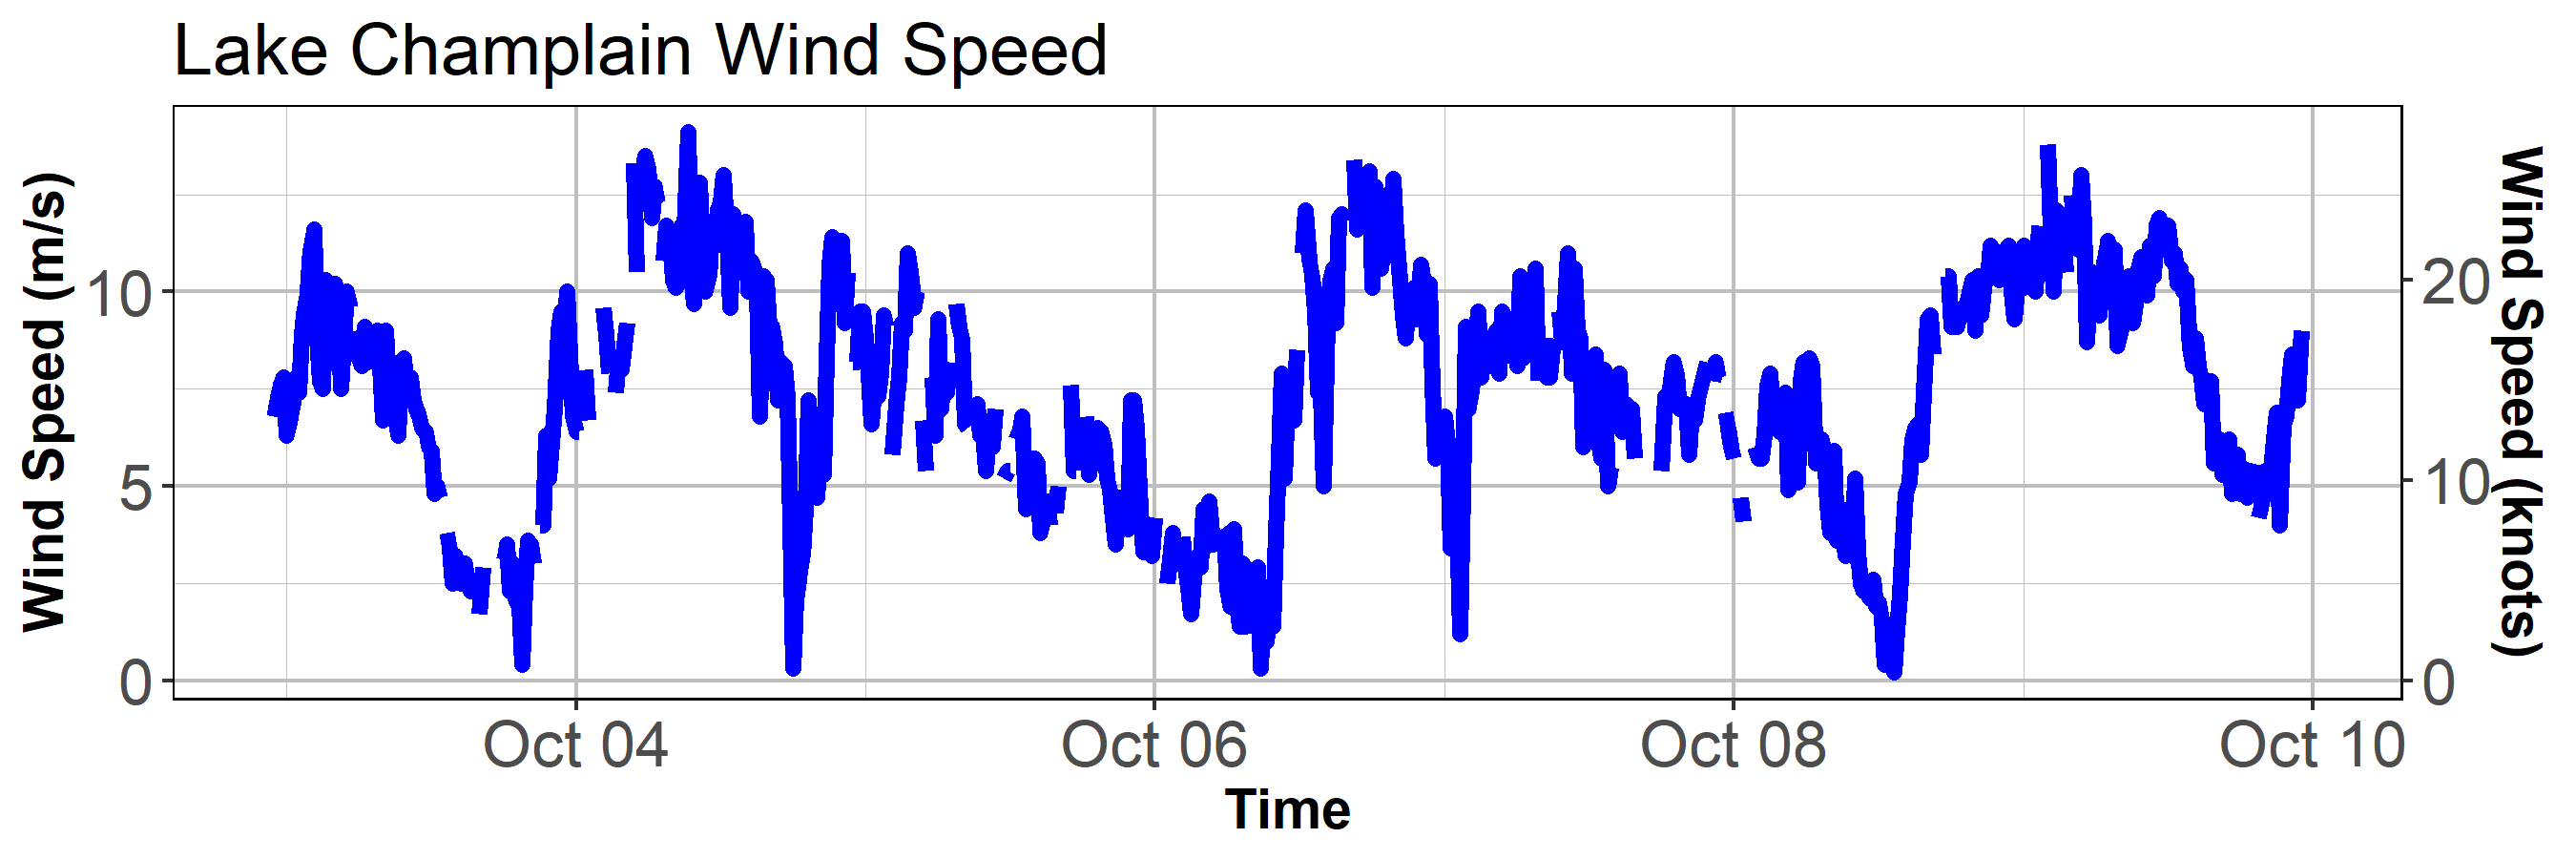 Lake Champlain Wind Speed
Wind Speed (m/s)
10
5
0
20
10
0
Wind Speed (knots)
Oct 04
Oct 06
Oct 08
Oct 10
Time